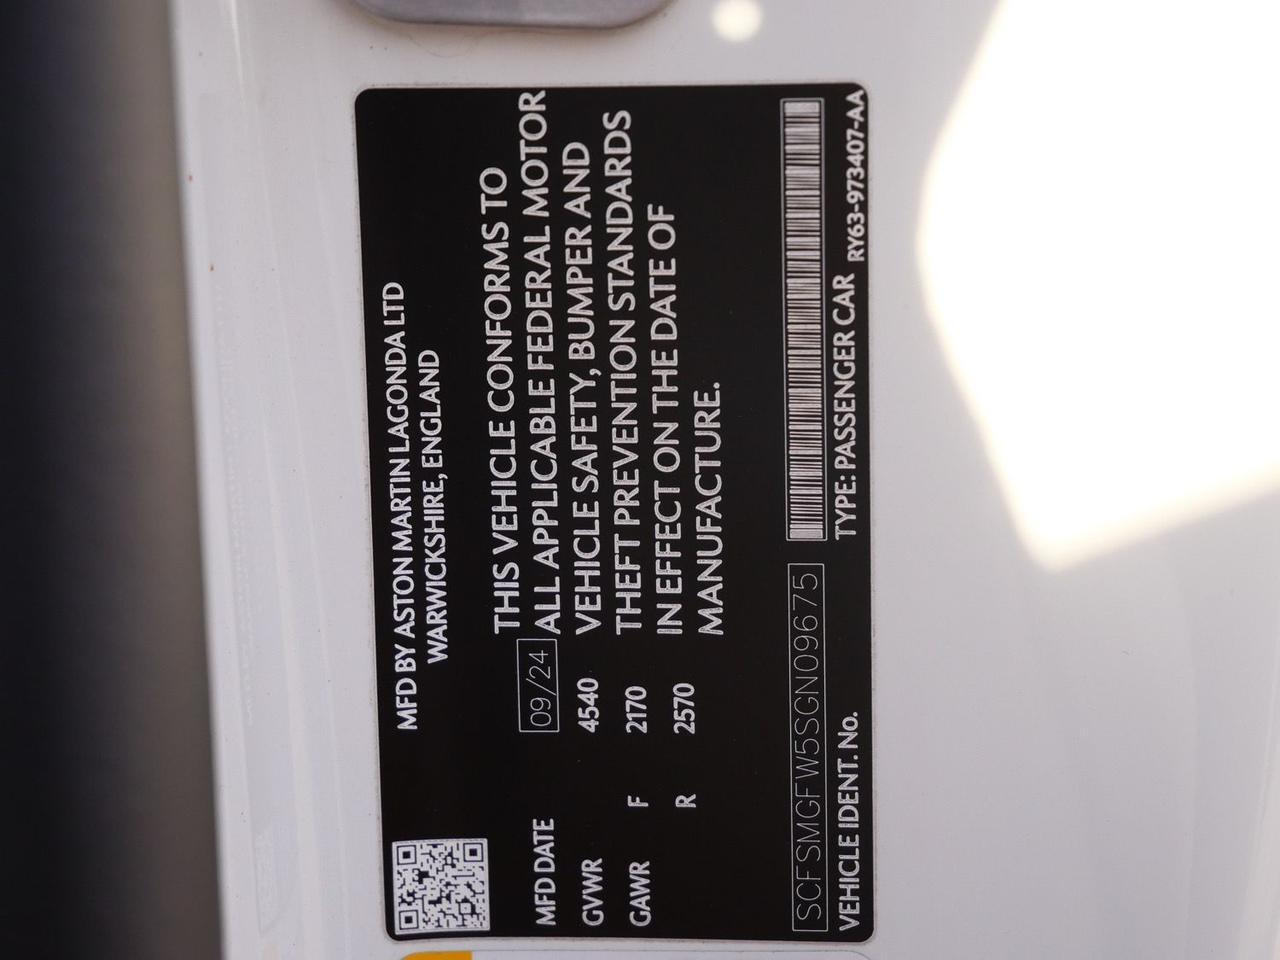 MFD BY ASTON MARTIN LAGONDA LTD
WARWICKSHIRE, ENGLAND
MFD DATE 09/24
GVWR 4540
GAWR F 2170
R 2570
THIS VEHICLE CONFORMS TO
ALL APPLICABLE FEDERAL MOTOR
VEHICLE SAFETY, BUMPER AND
THEFT PREVENTION STANDARDS
IN EFFECT ON THE DATE OF
MANUFACTURE.
SCFSMGFW5SGN09675
VEHICLE IDENT. No. TYPE: PASSENGER CAR RY63-973407-AA